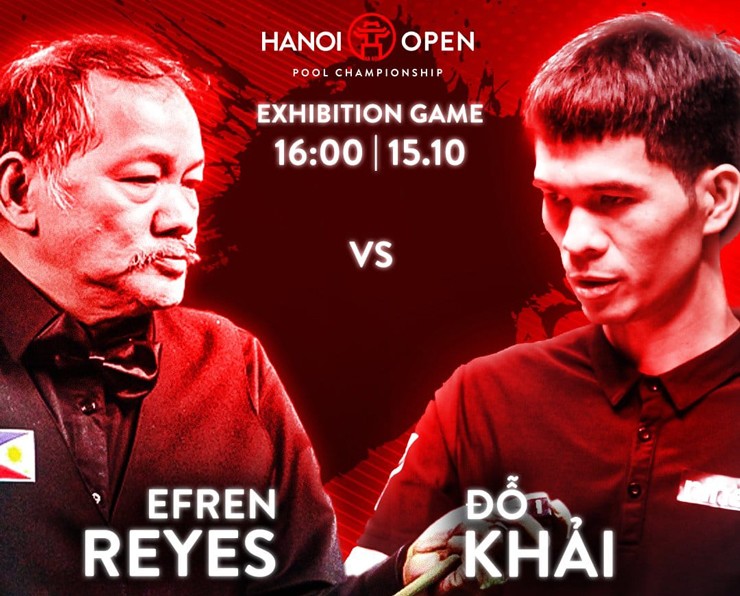 HANOI OPEN
POOL CHAMPIONSHIP
EXHIBITION GAME
16:00 | 15.10
VS
EFREN
REYES
ĐỖ
KHẢI